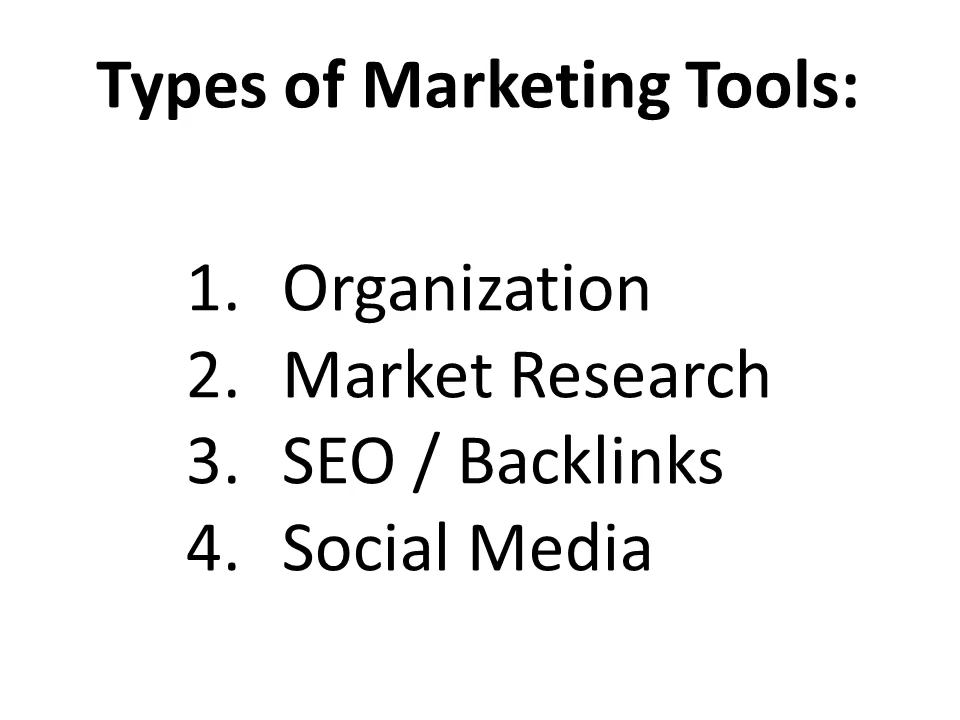 Types of Marketing Tools:
1. Organization
2. Market Research
3. SEO / Backlinks
4. Social Media